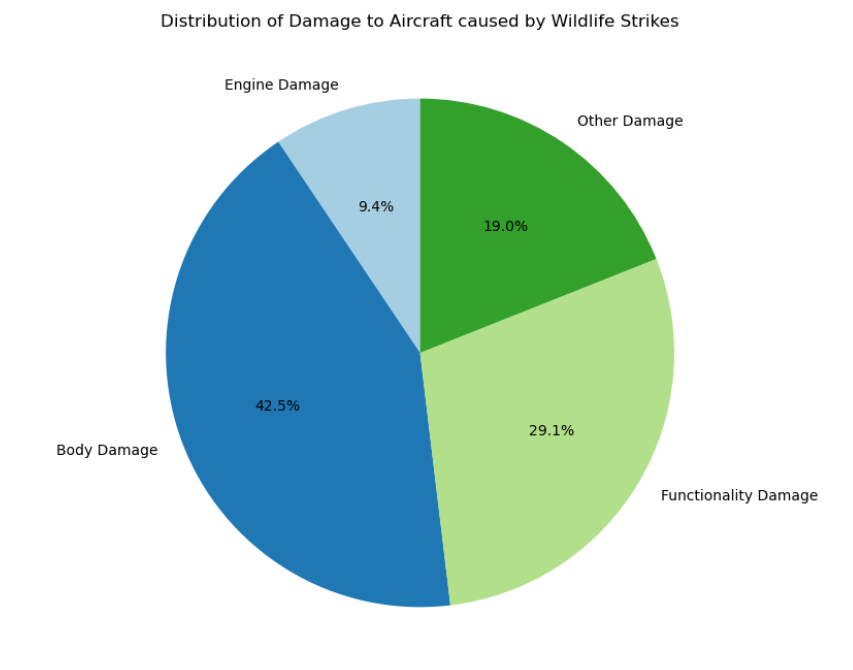 Distribution of Damage to Aircraft caused by Wildlife Strikes
Engine Damage
Other Damage
9.4%
19.0%
42.5%
29.1%
Body Damage
Functionality Damage